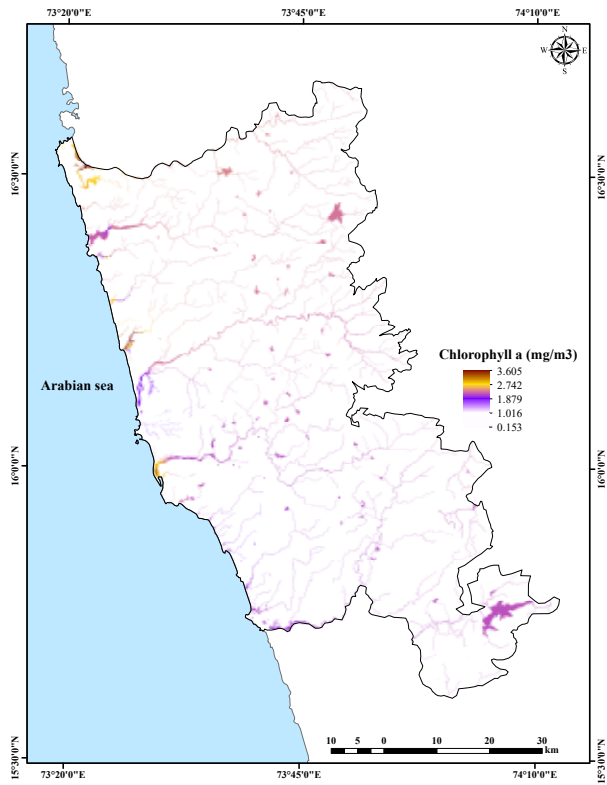 73°20'0"E 73°45'0"E 74°10'0"E
N
W E
S
16°30'0"N 16°30'0"N
Chlorophyll a (mg/m3)
3.605
2.742
1.879
1.016
0.153
Arabian sea
16°0'0"N 16°0'0"N
10 5 0 10 20 30
km
15°30'0"N 15°30'0"N
73°20'0"E 73°45'0"E 74°10'0"E